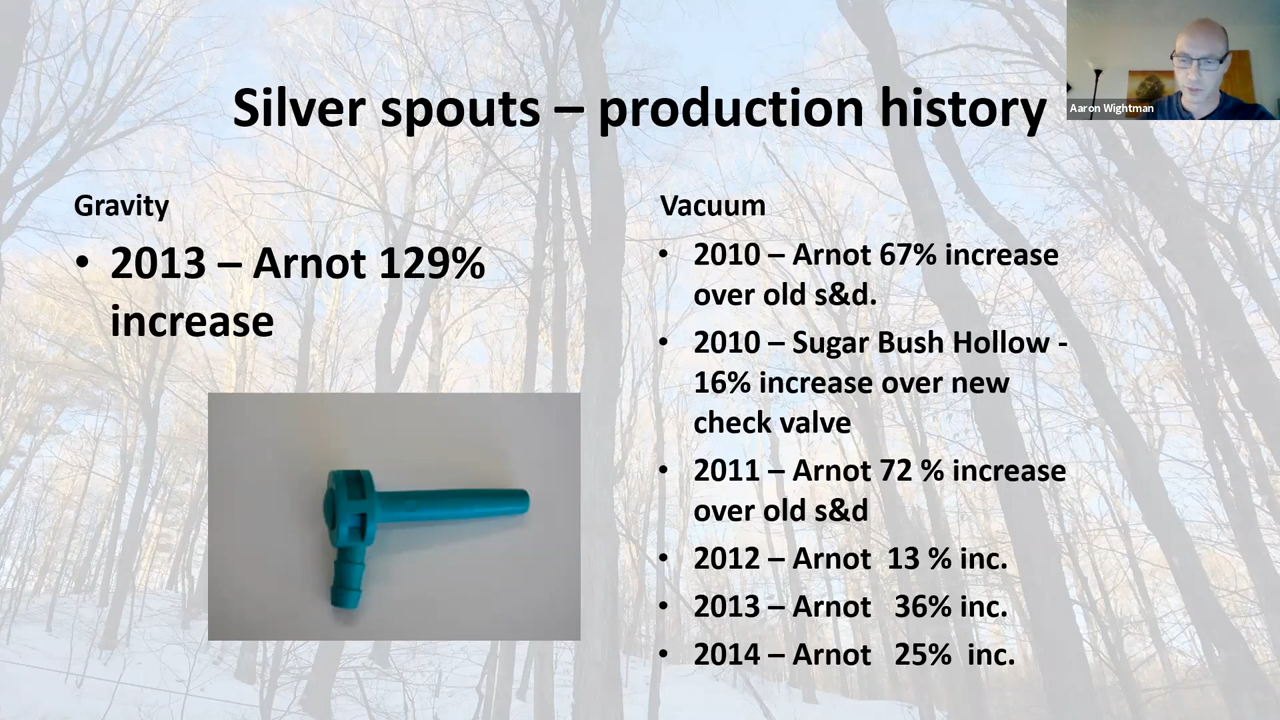 Silver spouts – production history
Aaron Wightman
Gravity
• 2013 – Arnot 129%
increase
Vacuum
• 2010 – Arnot 67% increase
over old s&d.
• 2010 – Sugar Bush Hollow -
16% increase over new
check valve
• 2011 – Arnot 72 % increase
over old s&d
• 2012 – Arnot  13 % inc.
• 2013 – Arnot   36% inc.
• 2014 – Arnot   25%  inc.